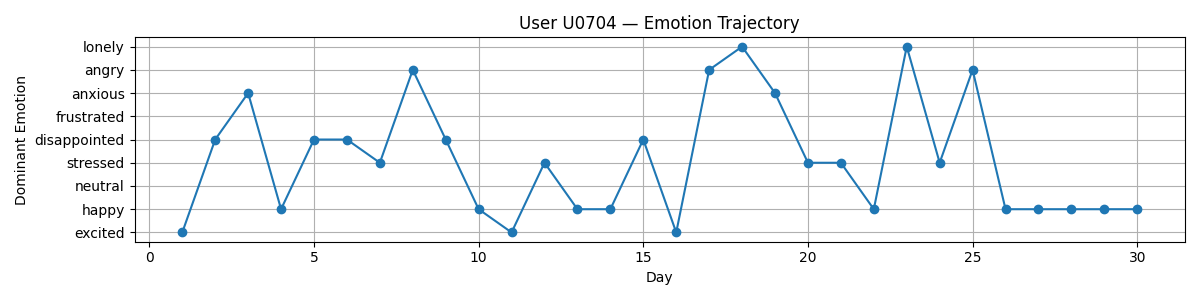 User U0704 — Emotion Trajectory
Dominant Emotion
lonely
angry
anxious
frustrated
disappointed
stressed
neutral
happy
excited
0 5 10 15 20 25 30
Day